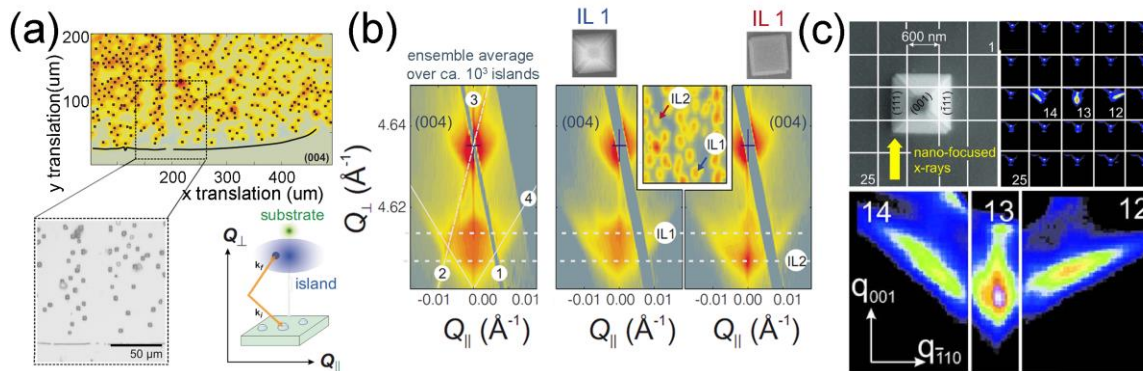 (a)
200
100
y translation(um)
100
200
300
400
x translation (um)
(004)
50 µm
substrate
Q⊥
kf
island
ki
Q||
(b)
ensemble average
over ca. 10³ islands
IL 1
IL 1
3
(004)
(004)
(004)
IL2
IL1
4.64
4.62
Q⊥ (Å⁻¹)
4
2
1
IL1
IL2
-0.01
0.00
0.01
-0.01
0.00
0.01
-0.01
0.00
0.01
Q|| (Å⁻¹)
Q|| (Å⁻¹)
Q|| (Å⁻¹)
(c)
600 nm
1
(001)
nano-focused
x-rays
25
14
13
12
25
14
13
12
q001
q1̄10